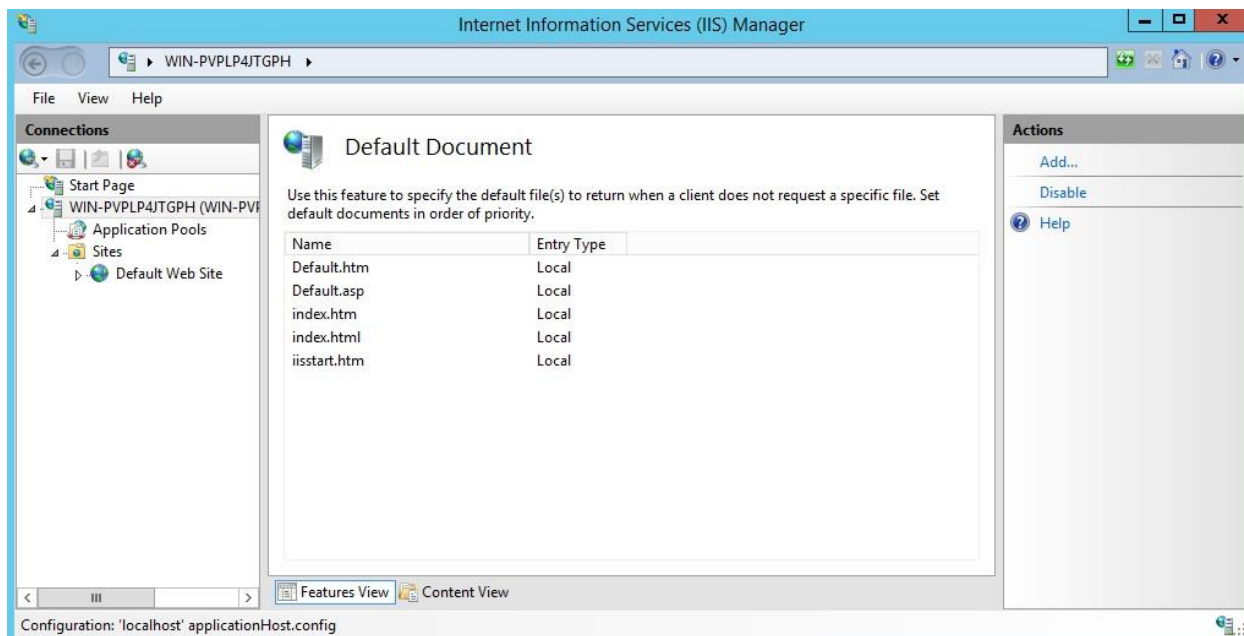 Internet Information Services (IIS) Manager
WIN-PVPLP4JTGPH
File View Help
Connections
Start Page
WIN-PVPLP4JTGPH (WIN-PVP
Application Pools
Sites
Default Web Site
Default Document
Use this feature to specify the default file(s) to return when a client does not request a specific file. Set
default documents in order of priority.
Name Entry Type
Default.htm Local
Default.asp Local
index.htm Local
index.html Local
iisstart.htm Local
Features View Content View
Actions
Add...
Disable
Help
Configuration: 'localhost' applicationHost.config